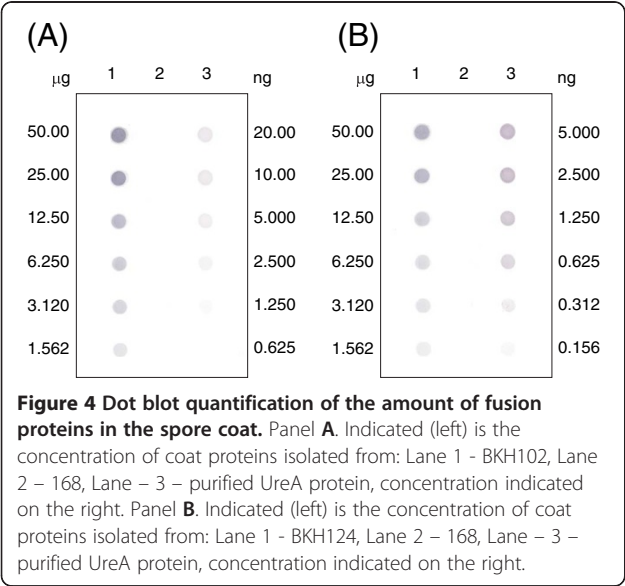 (A) (B)
μg 1 2 3 ng μg 1 2 3 ng
50.00 20.00 50.00 5.000
25.00 10.00 25.00 2.500
12.50 5.000 12.50 1.250
6.250 2.500 6.250 0.625
3.120 1.250 3.120 0.312
1.562 0.625 1.562 0.156
Figure 4 Dot blot quantification of the amount of fusion
proteins in the spore coat. Panel A. Indicated (left) is the
concentration of coat proteins isolated from: Lane 1 - BKH102, Lane
2 – 168, Lane – 3 – purified UreA protein, concentration indicated
on the right. Panel B. Indicated (left) is the concentration of coat
proteins isolated from: Lane 1 - BKH124, Lane 2 – 168, Lane – 3 –
purified UreA protein, concentration indicated on the right.